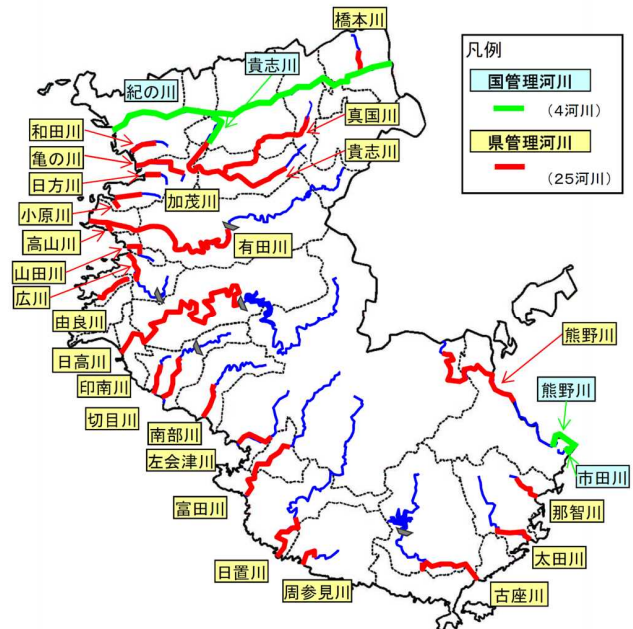 橋本川
貴志川
紀の川
凡例
国管理河川
(4河川)
県管理河川
(25河川)
和田川
真国川
亀の川
貴志川
日方川
加茂川
小原川
高山川
有田川
山田川
広川
由良川
日高川
印南川
切目川
南部川
左会津川
富田川
日置川
周参見川
熊野川
熊野川
市田川
那智川
太田川
古座川